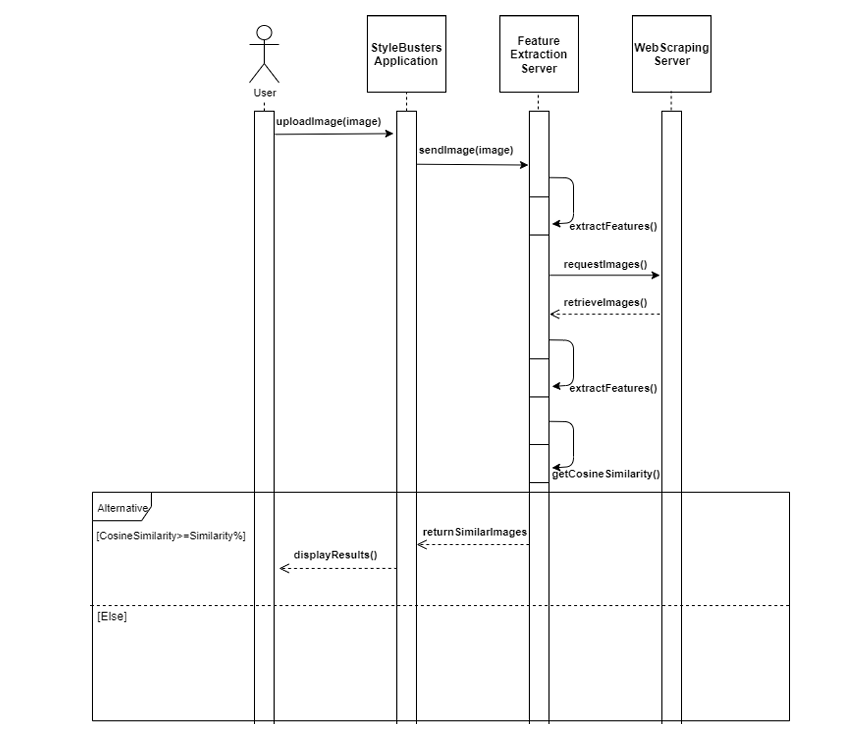 User
StyleBusters
Application
Feature
Extraction
Server
WebScraping
Server
uploadImage(image)
sendImage(image)
extractFeatures()
requestImages()
retrieveImages()
extractFeatures()
getCosineSimilarity()
Alternative
[CosineSimilarity>=Similarity%]
returnSimilarImages
displayResults()
[Else]